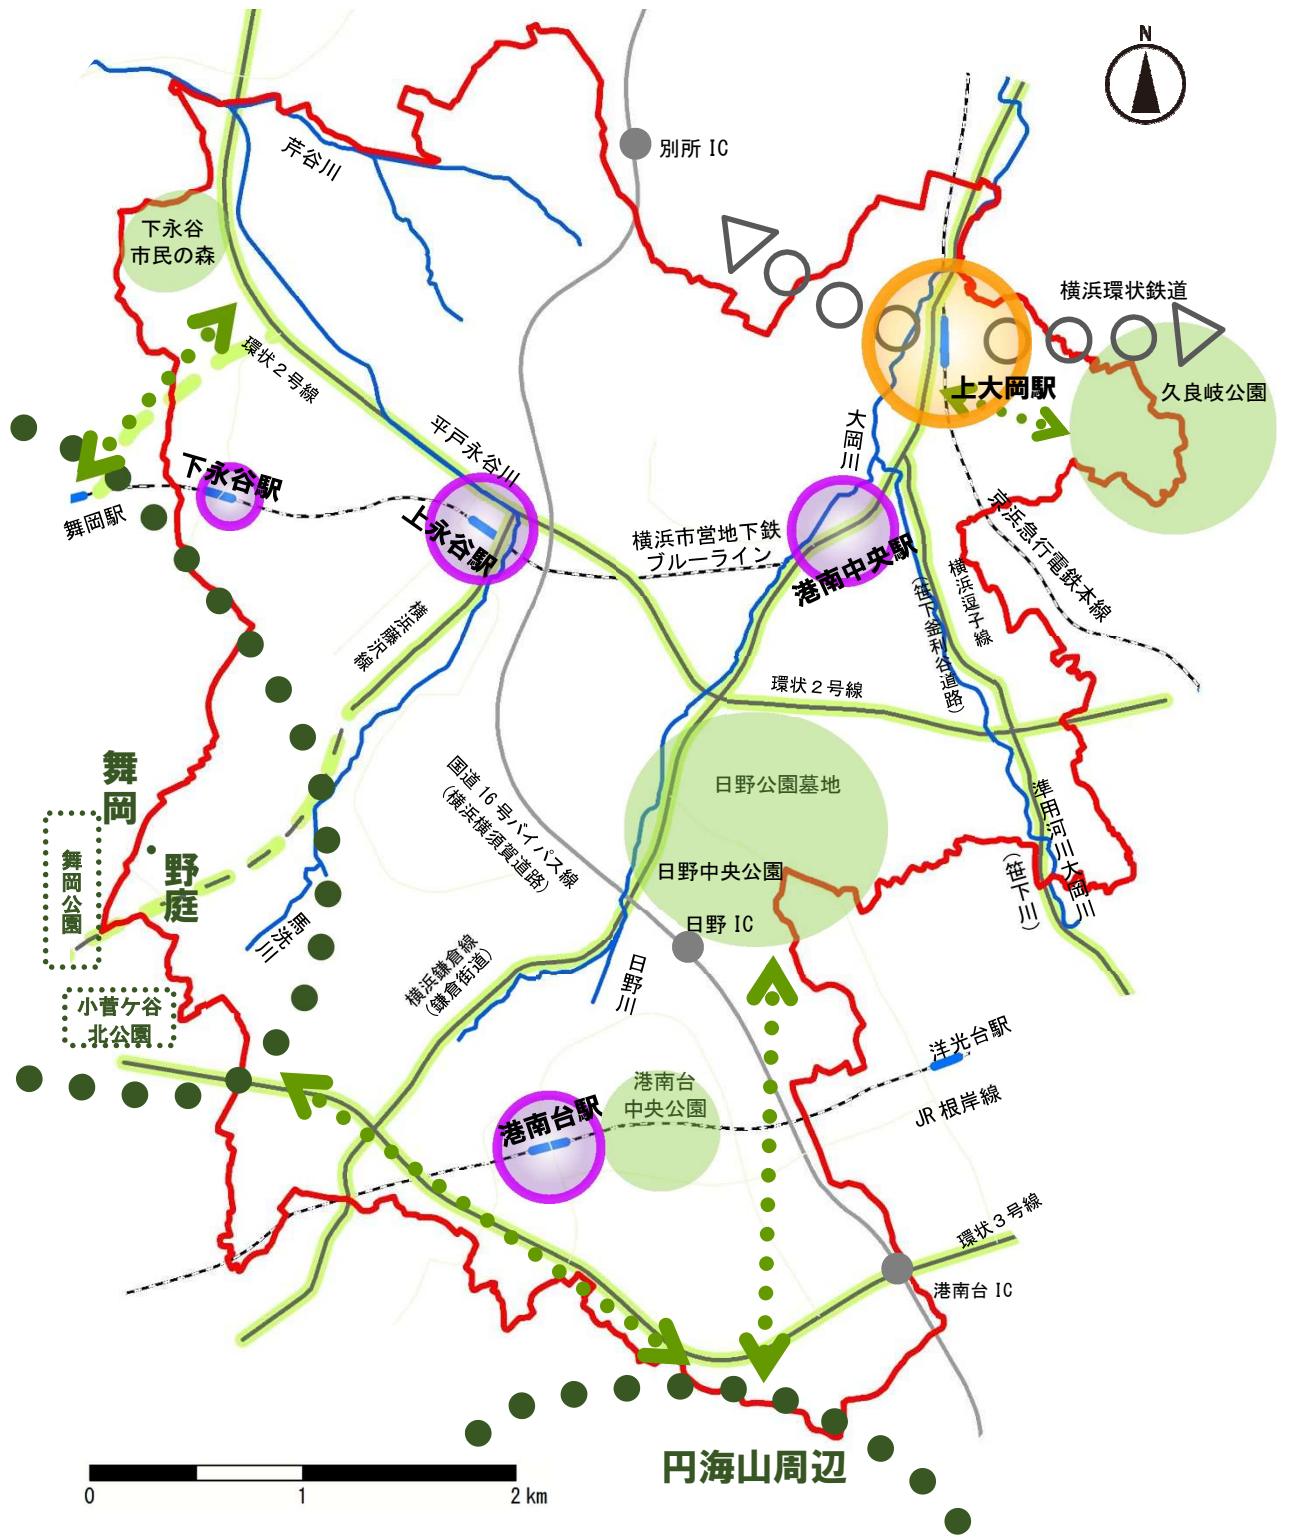 N
別所 IC
芹谷川
下永谷
市民の森
横浜環状鉄道
環状２号線
上大岡駅
久良岐公園
平戸永谷川
大岡川
下永谷駅
舞岡駅
上永谷駅
横浜市営地下鉄
ブルーライン
港南中央駅
京浜急行電鉄本線
横浜逗子線
(笹下釜利谷道路)
横浜藤沢線
環状２号線
舞岡
・
野庭
舞岡公園
国道16号バイパス線
(横浜横須賀道路)
日野公園墓地
日野中央公園
準用河川大岡川
(笹下川)
日野 IC
馬洗川
横浜鎌倉線
(鎌倉街道)
日野川
小菅ケ谷
北公園
洋光台駅
港南台
中央公園
港南台駅
JR 根岸線
環状３号線
港南台 IC
円海山周辺
0 1 2 km